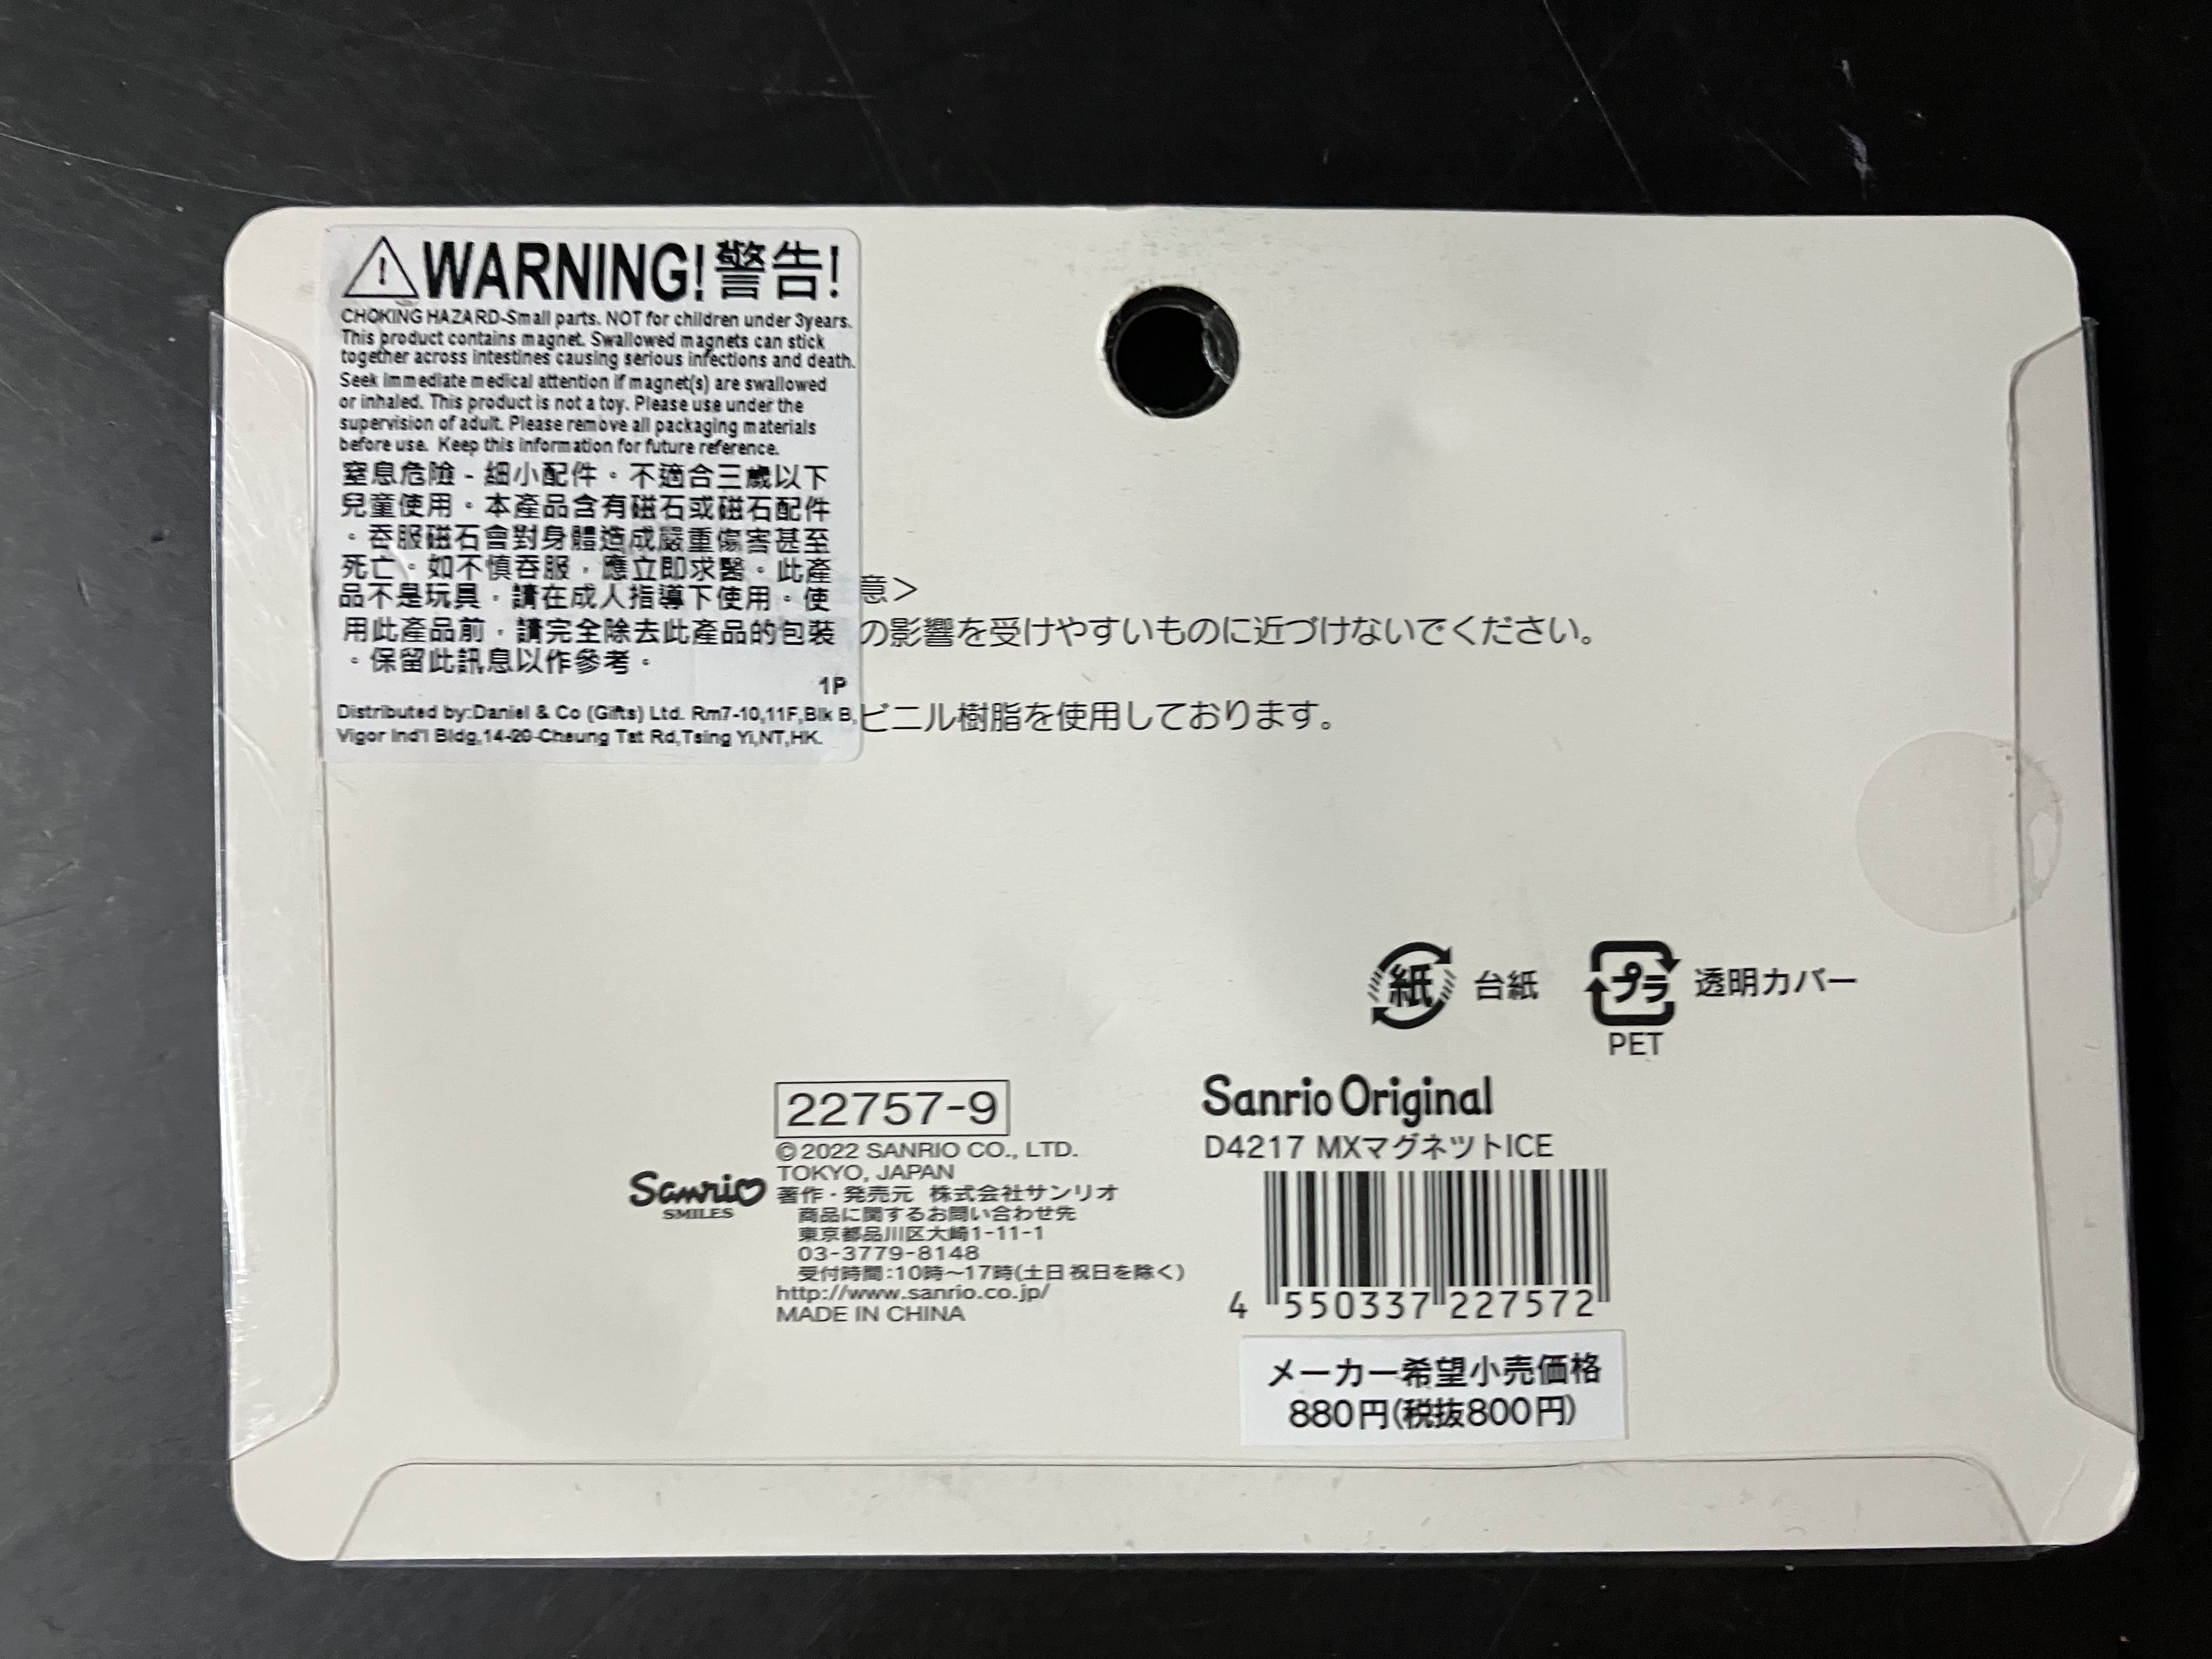 WARNING!警告!
CHOKING HAZARD-Small parts. NOT for children under 3years.
This product contains magnet. Swallowed magnets can stick
together across intestines causing serious infections and death.
Seek immediate medical attention if magnet(s) are swallowed
or inhaled. This product is not a toy. Please use under the
supervision of adult. Please remove all packaging materials
before use. Keep this information for future reference.
窒息危險 - 細小配件。不適合三歲以下
兒童使用。本產品含有磁石或磁石配件
。吞服磁石會對身體造成嚴重傷害甚至
死亡。如不慎吞服，應立即求醫。此產
品不是玩具，請在成人指導下使用。使
用此產品前，請完全除去此產品的包裝
。保留此訊息以作參考。
1P
Distributed by:Daniel & Co (Gifts) Ltd. Rm7-10,11F,Blk B,
Vigor Ind'l Bldg,14-20 Cheung Tat Rd,Tsing Yi,NT,HK.
意＞
の影響を受けやすいものに近づけないでください。
ビニル樹脂を使用しております。
紙 台紙 プラ 透明カバー
PET
22757-9
©2022 SANRIO CO., LTD.
TOKYO, JAPAN
Sanrio
SMILES
著作・発売元 株式会社サンリオ
商品に関するお問い合わせ先
東京都品川区大崎1-11-1
03-3779-8148
受付時間:10時～17時(土日祝日を除く)
http://www.sanrio.co.jp/
MADE IN CHINA
Sanrio Original
D4217 MXマグネットICE
4 550337 227572
メーカー希望小売価格
880円(税抜800円)